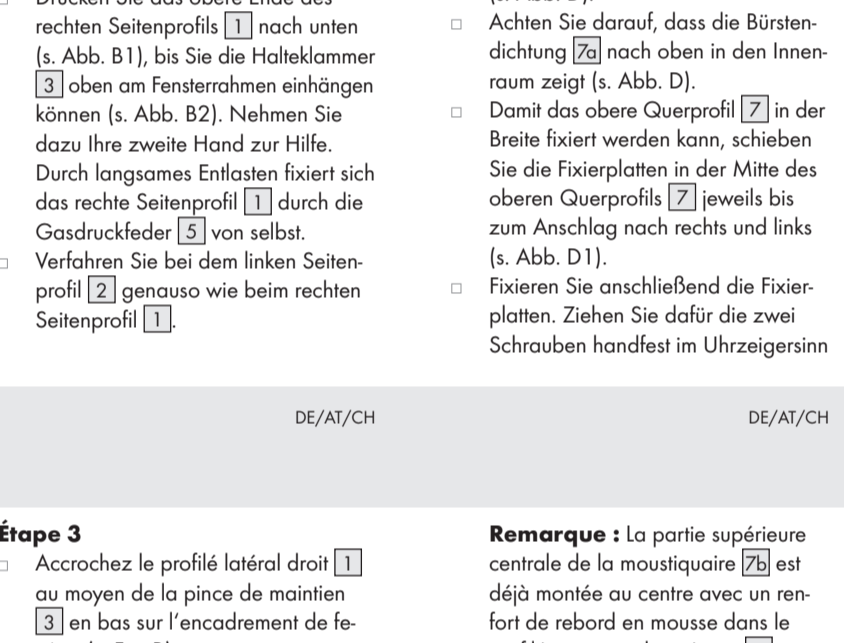 rechten Seitenprofils 1 nach unten
(s. Abb. B1), bis Sie die Halteklammer
3 oben am Fensterrahmen einhängen
können (s. Abb. B2). Nehmen Sie
dazu Ihre zweite Hand zur Hilfe.
Durch langsames Entlasten fixiert sich
das rechte Seitenprofil 1 durch die
Gasdruckfeder 5 von selbst.
Verfahren Sie bei dem linken Seiten-
profil 2 genauso wie beim rechten
Seitenprofil 1.
Achten Sie darauf, dass die Bürsten-
dichtung 7a nach oben in den Innen-
raum zeigt (s. Abb. D).
Damit das obere Querprofil 7 in der
Breite fixiert werden kann, schieben
Sie die Fixierplatten in der Mitte des
oberen Querprofils 7 jeweils bis
zum Anschlag nach rechts und links
(s. Abb. D1).
Fixieren Sie anschließend die Fixier-
platten. Ziehen Sie dafür die zwei
Schrauben handfest im Uhrzeigersinn
DE/AT/CH
DE/AT/CH
Étape 3
Accrochez le profilé latéral droit 1
au moyen de la pince de maintien
3 en bas sur l'encadrement de fe-
Remarque : La partie supérieure
centrale de la moustiquaire 7b est
déjà montée au centre avec un ren-
fort de rebord en mousse dans le